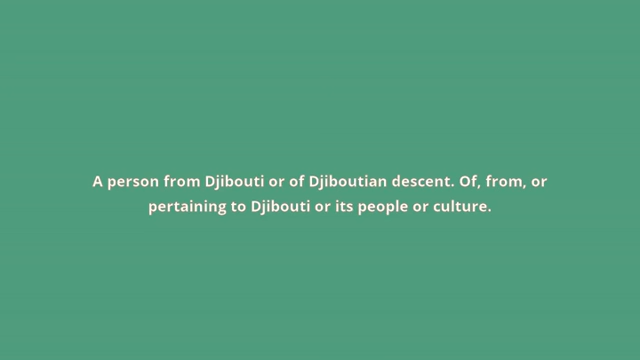 A person from Djibouti or of Djiboutian descent. Of, from, or
pertaining to Djibouti or its people or culture.